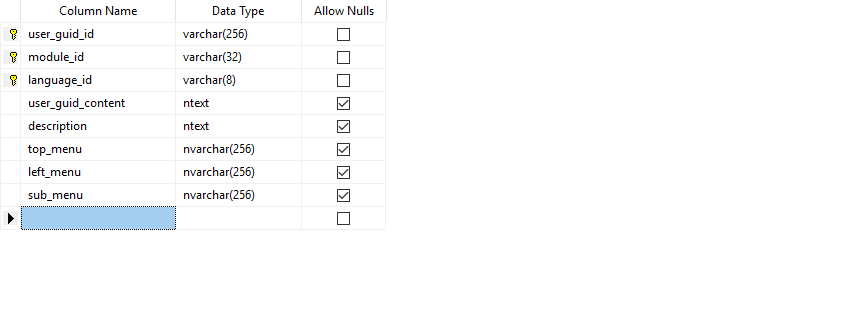 Column Name Data Type Allow Nulls
user_guid_id varchar(256)
module_id varchar(32)
language_id varchar(8)
user_guid_content ntext
description ntext
top_menu nvarchar(256)
left_menu nvarchar(256)
sub_menu nvarchar(256)